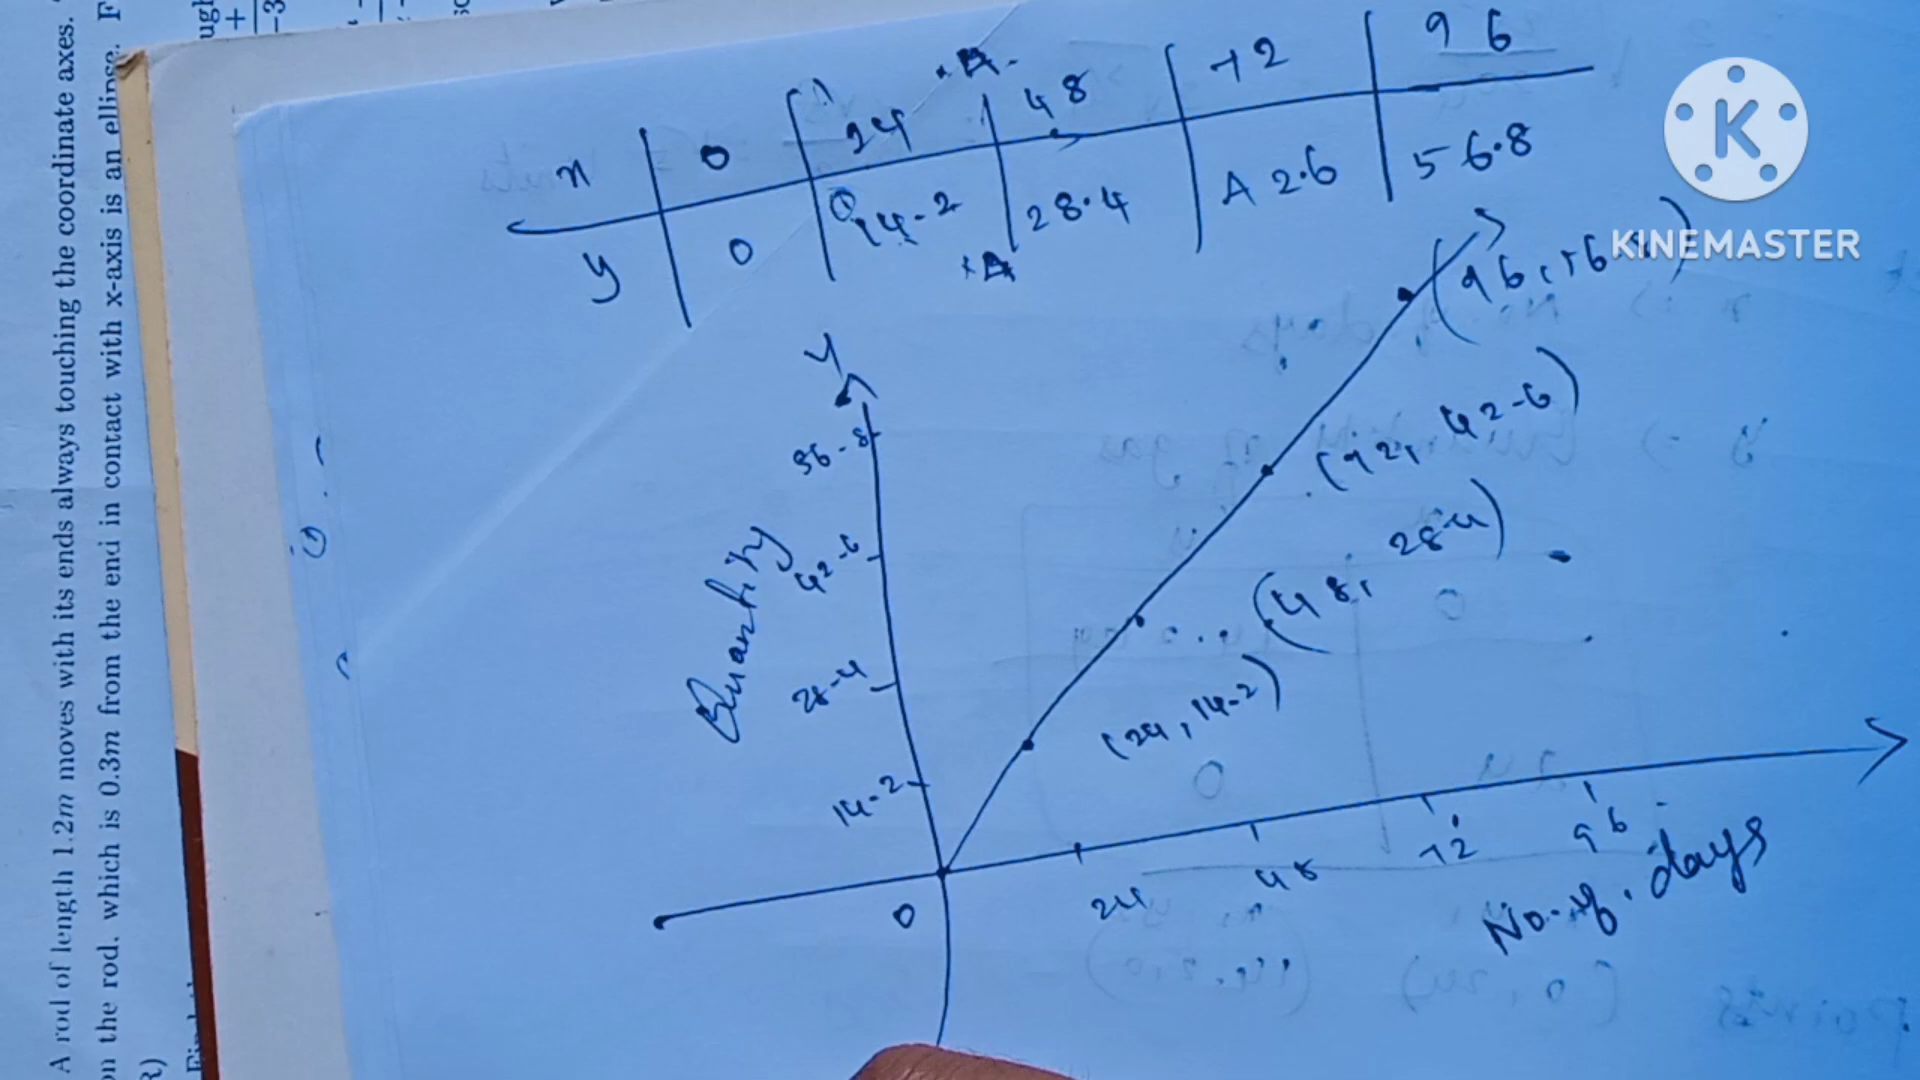 x 0 24 48 72 96
y 0 14-2 28.4 42.6 56.8
KINEMASTER
y
56-8
42-6
28-4
14-2
Quantity
(72, 42-6)
(48, 28-4)
(24, 14-2)
0 24 48 72 96
No. of. days
A rod of length 1.2m moves with its ends always touching the coordinate axes.
on the rod, which is 0.3m from the end in contact with x-axis is an ellipse.